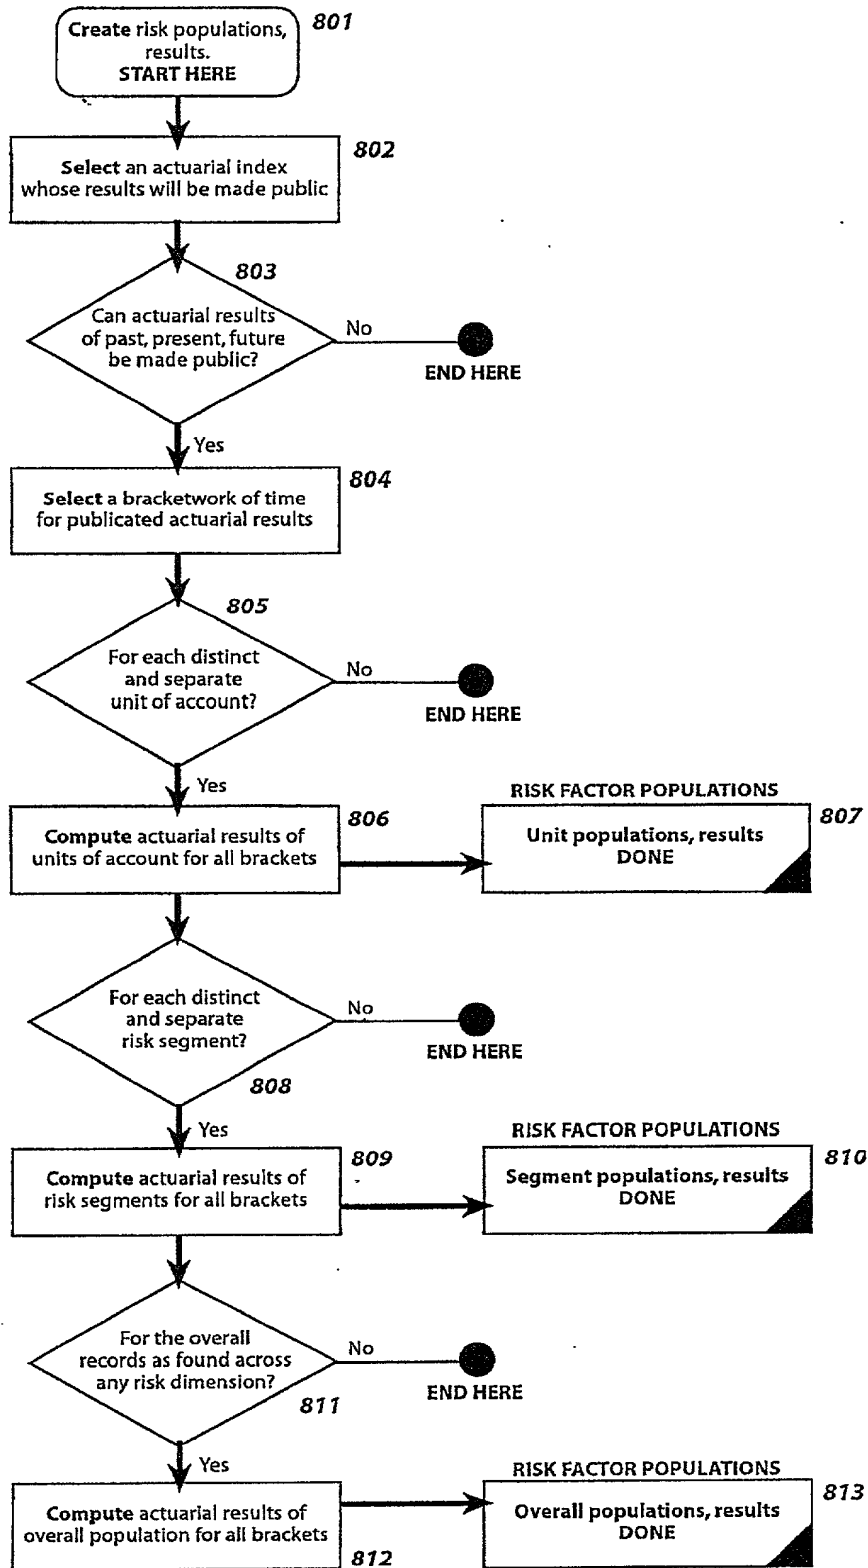 Create risk populations,
results.
START HERE
801
Select an actuarial index
whose results will be made public
802
803
Can actuarial results
of past, present, future
be made public?
No
END HERE
Yes
Select a bracketwork of time
for publicated actuarial results
804
805
For each distinct
and separate
unit of account?
No
END HERE
Yes
Compute actuarial results of
units of account for all brackets
806
RISK FACTOR POPULATIONS
Unit populations, results
DONE
807
For each distinct
and separate
risk segment?
No
END HERE
808
Yes
Compute actuarial results of
risk segments for all brackets
809
RISK FACTOR POPULATIONS
Segment populations, results
DONE
810
For the overall
records as found across
any risk dimension?
No
END HERE
811
Yes
Compute actuarial results of
overall population for all brackets
812
RISK FACTOR POPULATIONS
Overall populations, results
DONE
813